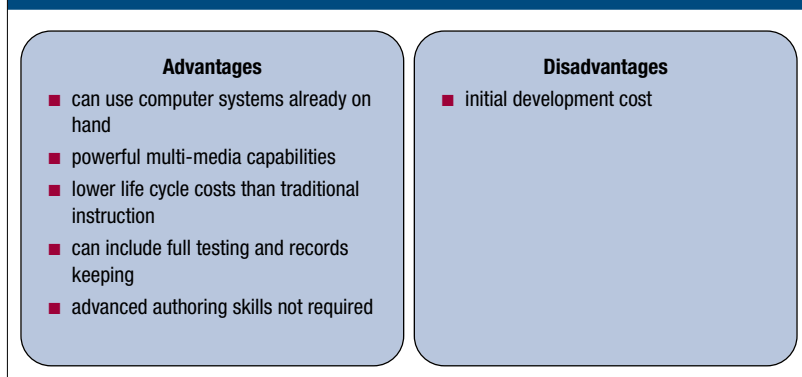 Advantages
■ can use computer systems already on
hand
■ powerful multi-media capabilities
■ lower life cycle costs than traditional
instruction
■ can include full testing and records
keeping
■ advanced authoring skills not required
Disadvantages
■ initial development cost